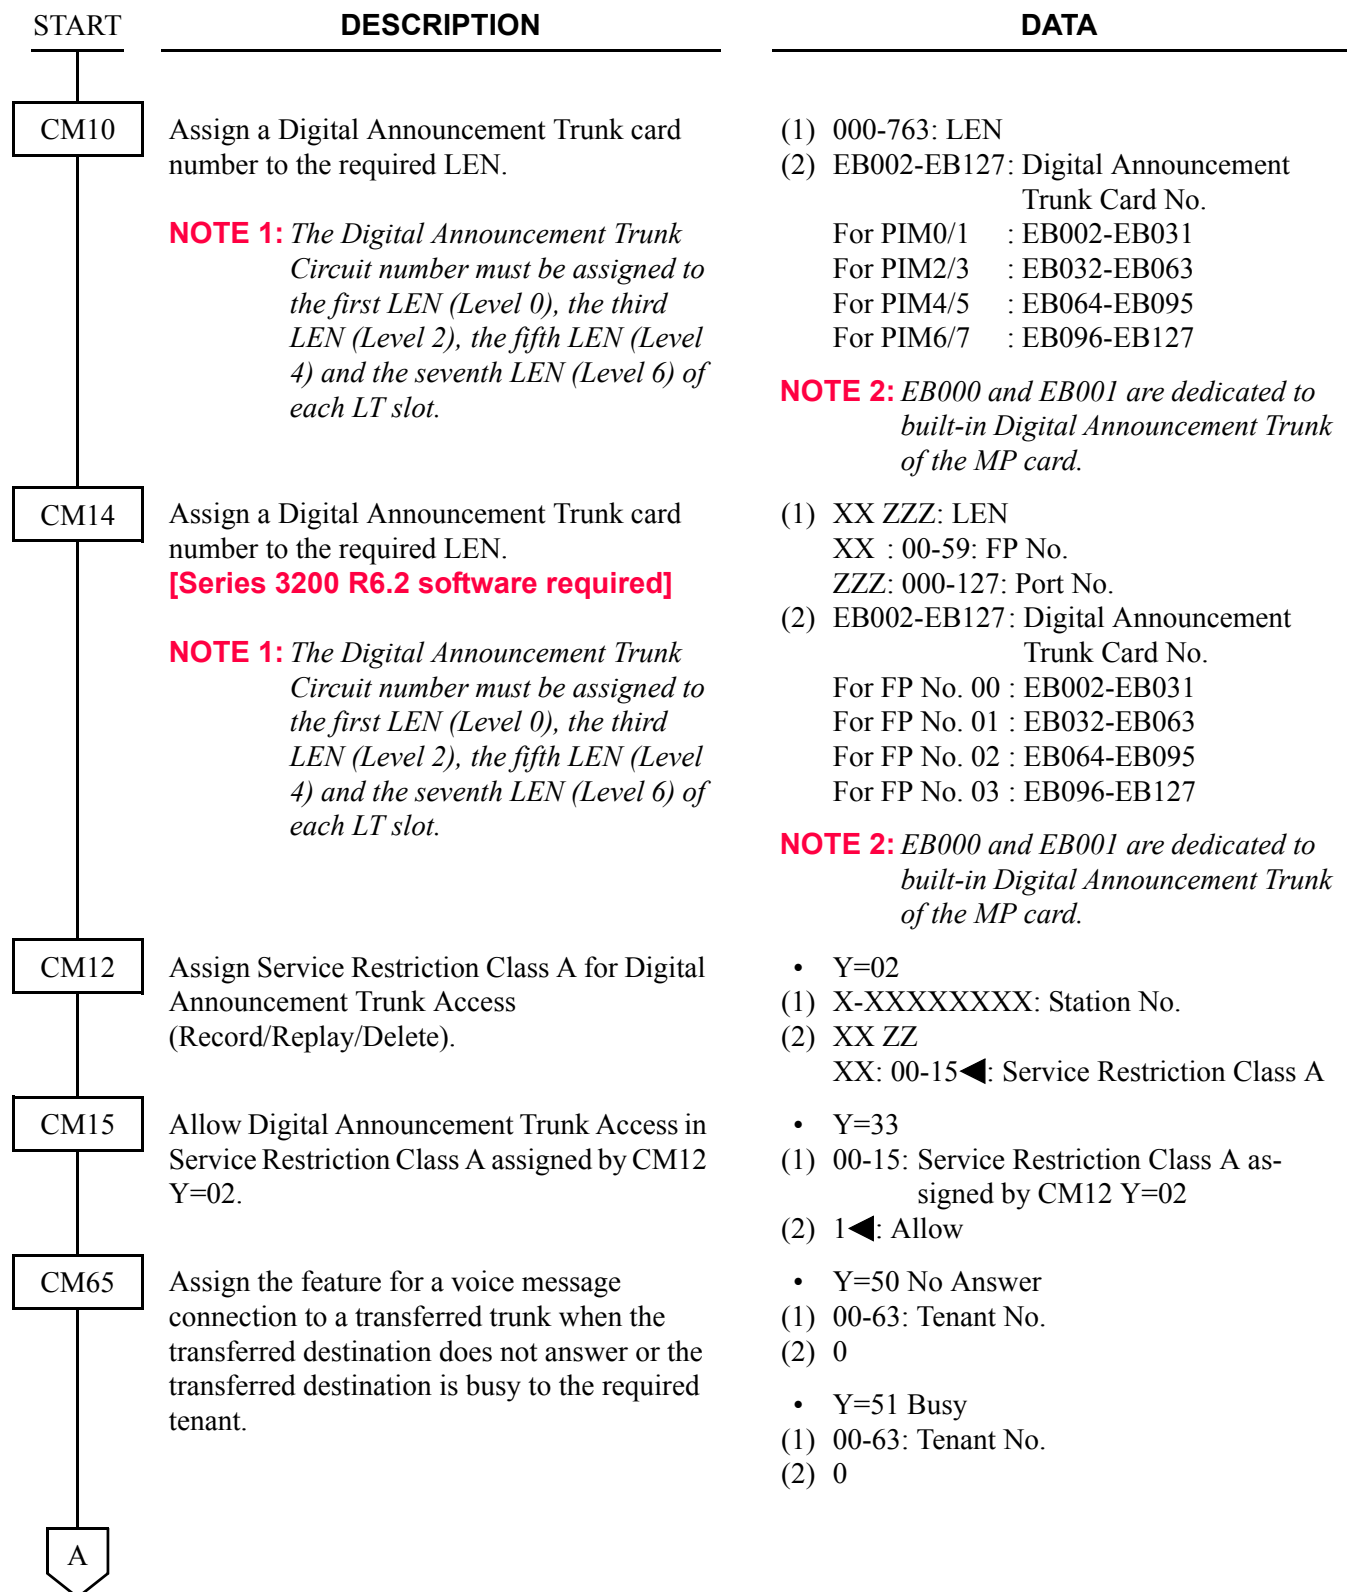 START
DESCRIPTION
DATA
CM10
Assign a Digital Announcement Trunk card
number to the required LEN.
NOTE 1: The Digital Announcement Trunk
Circuit number must be assigned to
the first LEN (Level 0), the third
LEN (Level 2), the fifth LEN (Level
4) and the seventh LEN (Level 6) of
each LT slot.
(1) 000-763: LEN
(2) EB002-EB127: Digital Announcement
Trunk Card No.
For PIM0/1 : EB002-EB031
For PIM2/3 : EB032-EB063
For PIM4/5 : EB064-EB095
For PIM6/7 : EB096-EB127
NOTE 2: EB000 and EB001 are dedicated to
built-in Digital Announcement Trunk
of the MP card.
CM14
Assign a Digital Announcement Trunk card
number to the required LEN.
[Series 3200 R6.2 software required]
NOTE 1: The Digital Announcement Trunk
Circuit number must be assigned to
the first LEN (Level 0), the third
LEN (Level 2), the fifth LEN (Level
4) and the seventh LEN (Level 6) of
each LT slot.
(1) XX ZZZ: LEN
XX : 00-59: FP No.
ZZZ: 000-127: Port No.
(2) EB002-EB127: Digital Announcement
Trunk Card No.
For FP No. 00 : EB002-EB031
For FP No. 01 : EB032-EB063
For FP No. 02 : EB064-EB095
For FP No. 03 : EB096-EB127
NOTE 2: EB000 and EB001 are dedicated to
built-in Digital Announcement Trunk
of the MP card.
CM12
Assign Service Restriction Class A for Digital
Announcement Trunk Access
(Record/Replay/Delete).
• Y=02
(1) X-XXXXXXXX: Station No.
(2) XX ZZ
XX: 00-15◀: Service Restriction Class A
CM15
Allow Digital Announcement Trunk Access in
Service Restriction Class A assigned by CM12
Y=02.
• Y=33
(1) 00-15: Service Restriction Class A as-
signed by CM12 Y=02
(2) 1◀: Allow
CM65
Assign the feature for a voice message
connection to a transferred trunk when the
transferred destination does not answer or the
transferred destination is busy to the required
tenant.
• Y=50 No Answer
(1) 00-63: Tenant No.
(2) 0
• Y=51 Busy
(1) 00-63: Tenant No.
(2) 0
A